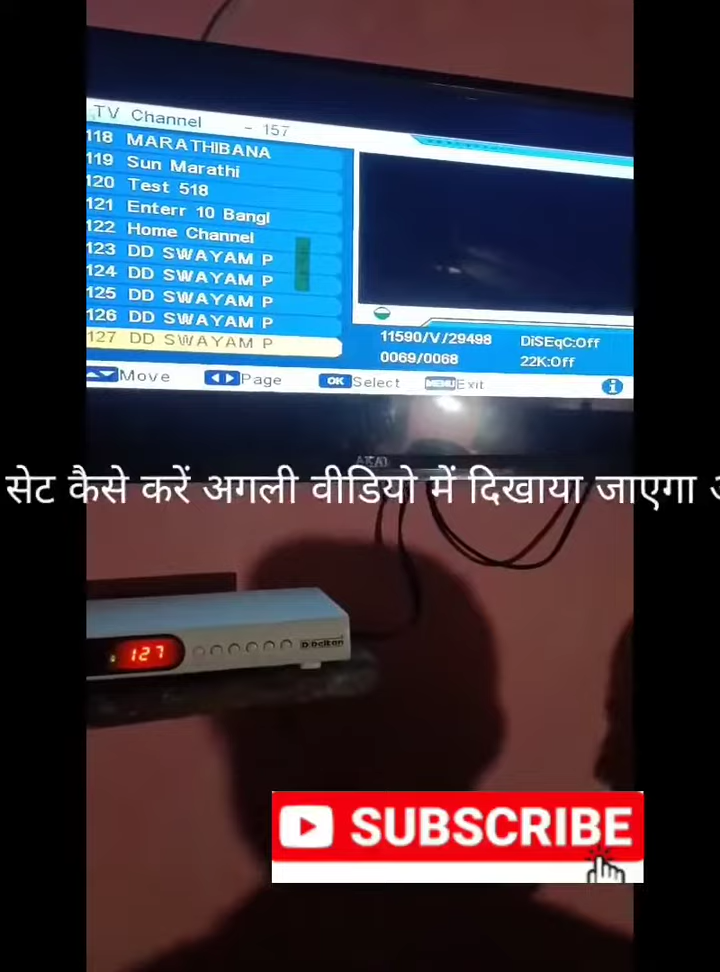 TV Channel - 157
118 MARATHIBANA
119 Sun Marathi
120 Test 518
121 Enterr 10 Bangl
122 Home Channel
123 DD SWAYAM P
124 DD SWAYAM P
125 DD SWAYAM P
126 DD SWAYAM P
127 DD SWAYAM P
11590/V/29498 DiSEqC:Off
0069/0068 22K:Off
Move Page OK Select MENU Exit
AKAI
सेट कैसे करें अगली वीडियो में दिखाया जाएगा
127
Delton
SUBSCRIBE